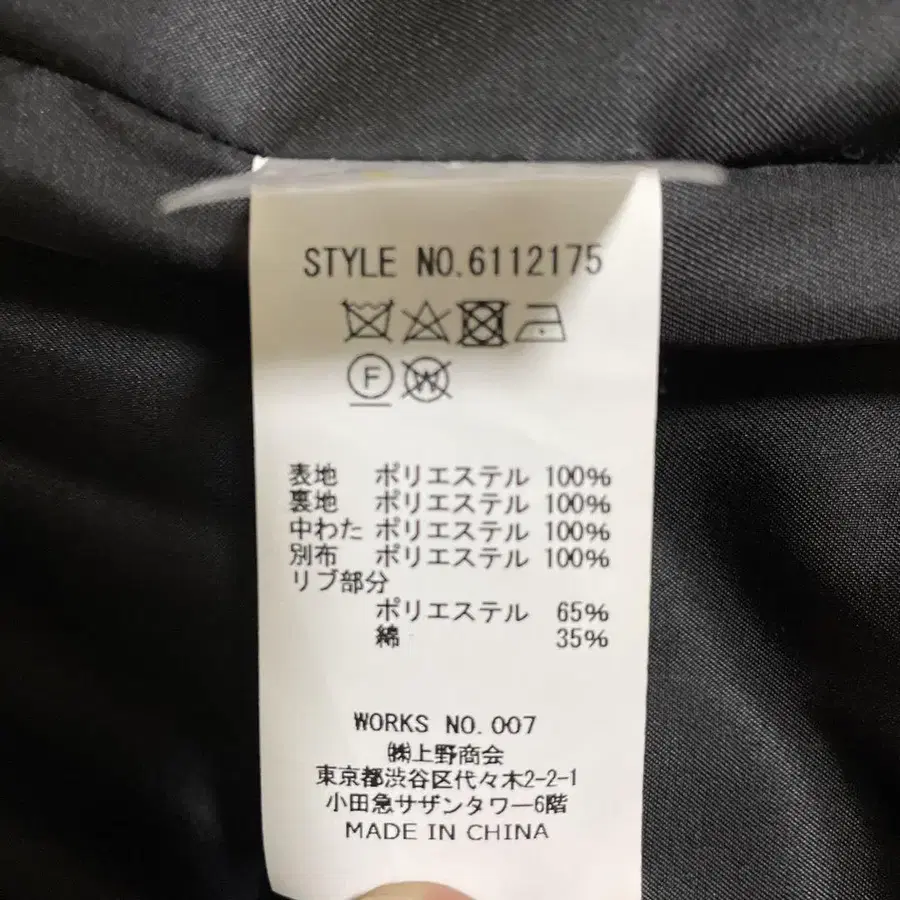 STYLE NO.6112175
F W
表地 ポリエステル 100%
裏地 ポリエステル 100%
中わた ポリエステル 100%
別布 ポリエステル 100%
リブ部分
ポリエステル 65%
綿 35%
WORKS NO. 007
㈱上野商会
東京都渋谷区代々木2-2-1
小田急サザンタワー6階
MADE IN CHINA